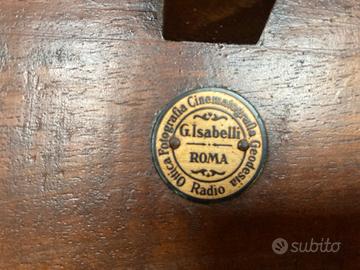 Ottica Fotografia Cinematografia Geodesia
Radio
G. Isabelli
ROMA
subito